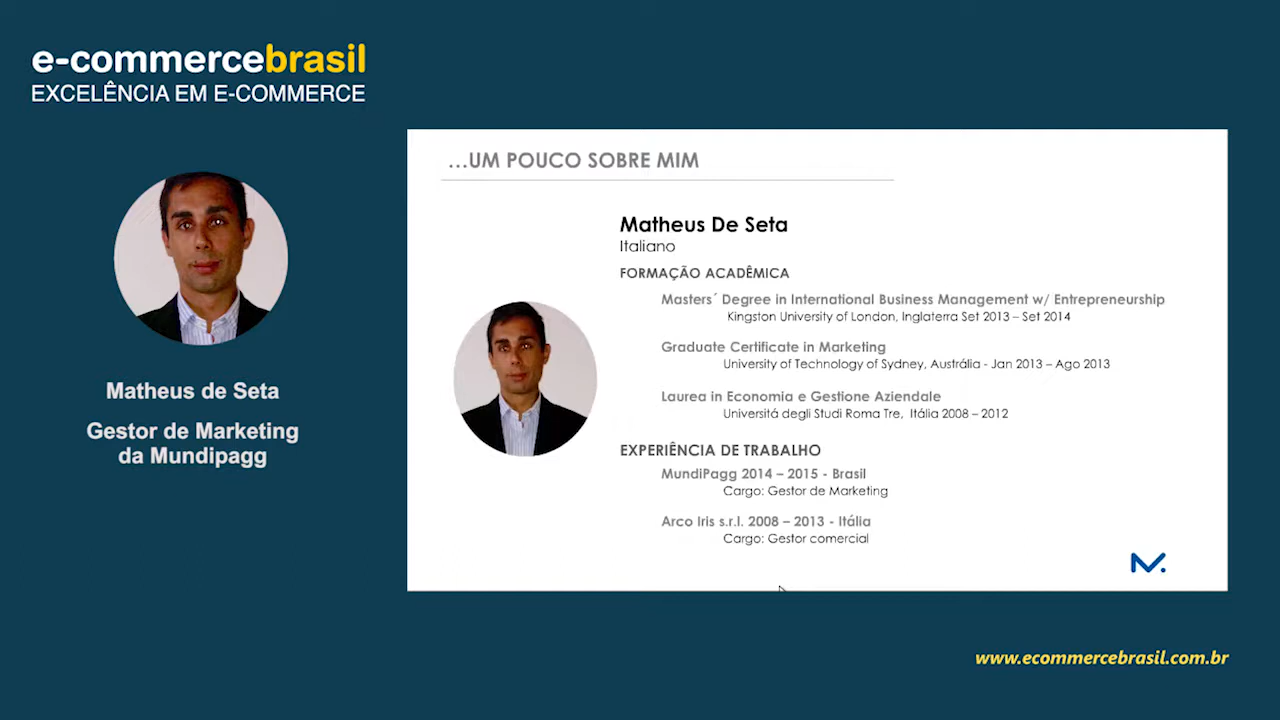 e-commercebrasil
EXCELÊNCIA EM E-COMMERCE
Matheus de Seta
Gestor de Marketing
da Mundipagg
...UM POUCO SOBRE MIM
Matheus De Seta
Italiano
FORMAÇÃO ACADÊMICA
Masters´ Degree in International Business Management w/ Entrepreneurship
Kingston University of London, Inglaterra Set 2013 – Set 2014
Graduate Certificate in Marketing
University of Technology of Sydney, Austrália - Jan 2013 – Ago 2013
Laurea in Economia e Gestione Aziendale
Universitá degli Studi Roma Tre, Itália 2008 – 2012
EXPERIÊNCIA DE TRABALHO
MundiPagg 2014 – 2015 - Brasil
Cargo: Gestor de Marketing
Arco Iris s.r.l. 2008 – 2013 - Itália
Cargo: Gestor comercial
www.ecommercebrasil.com.br